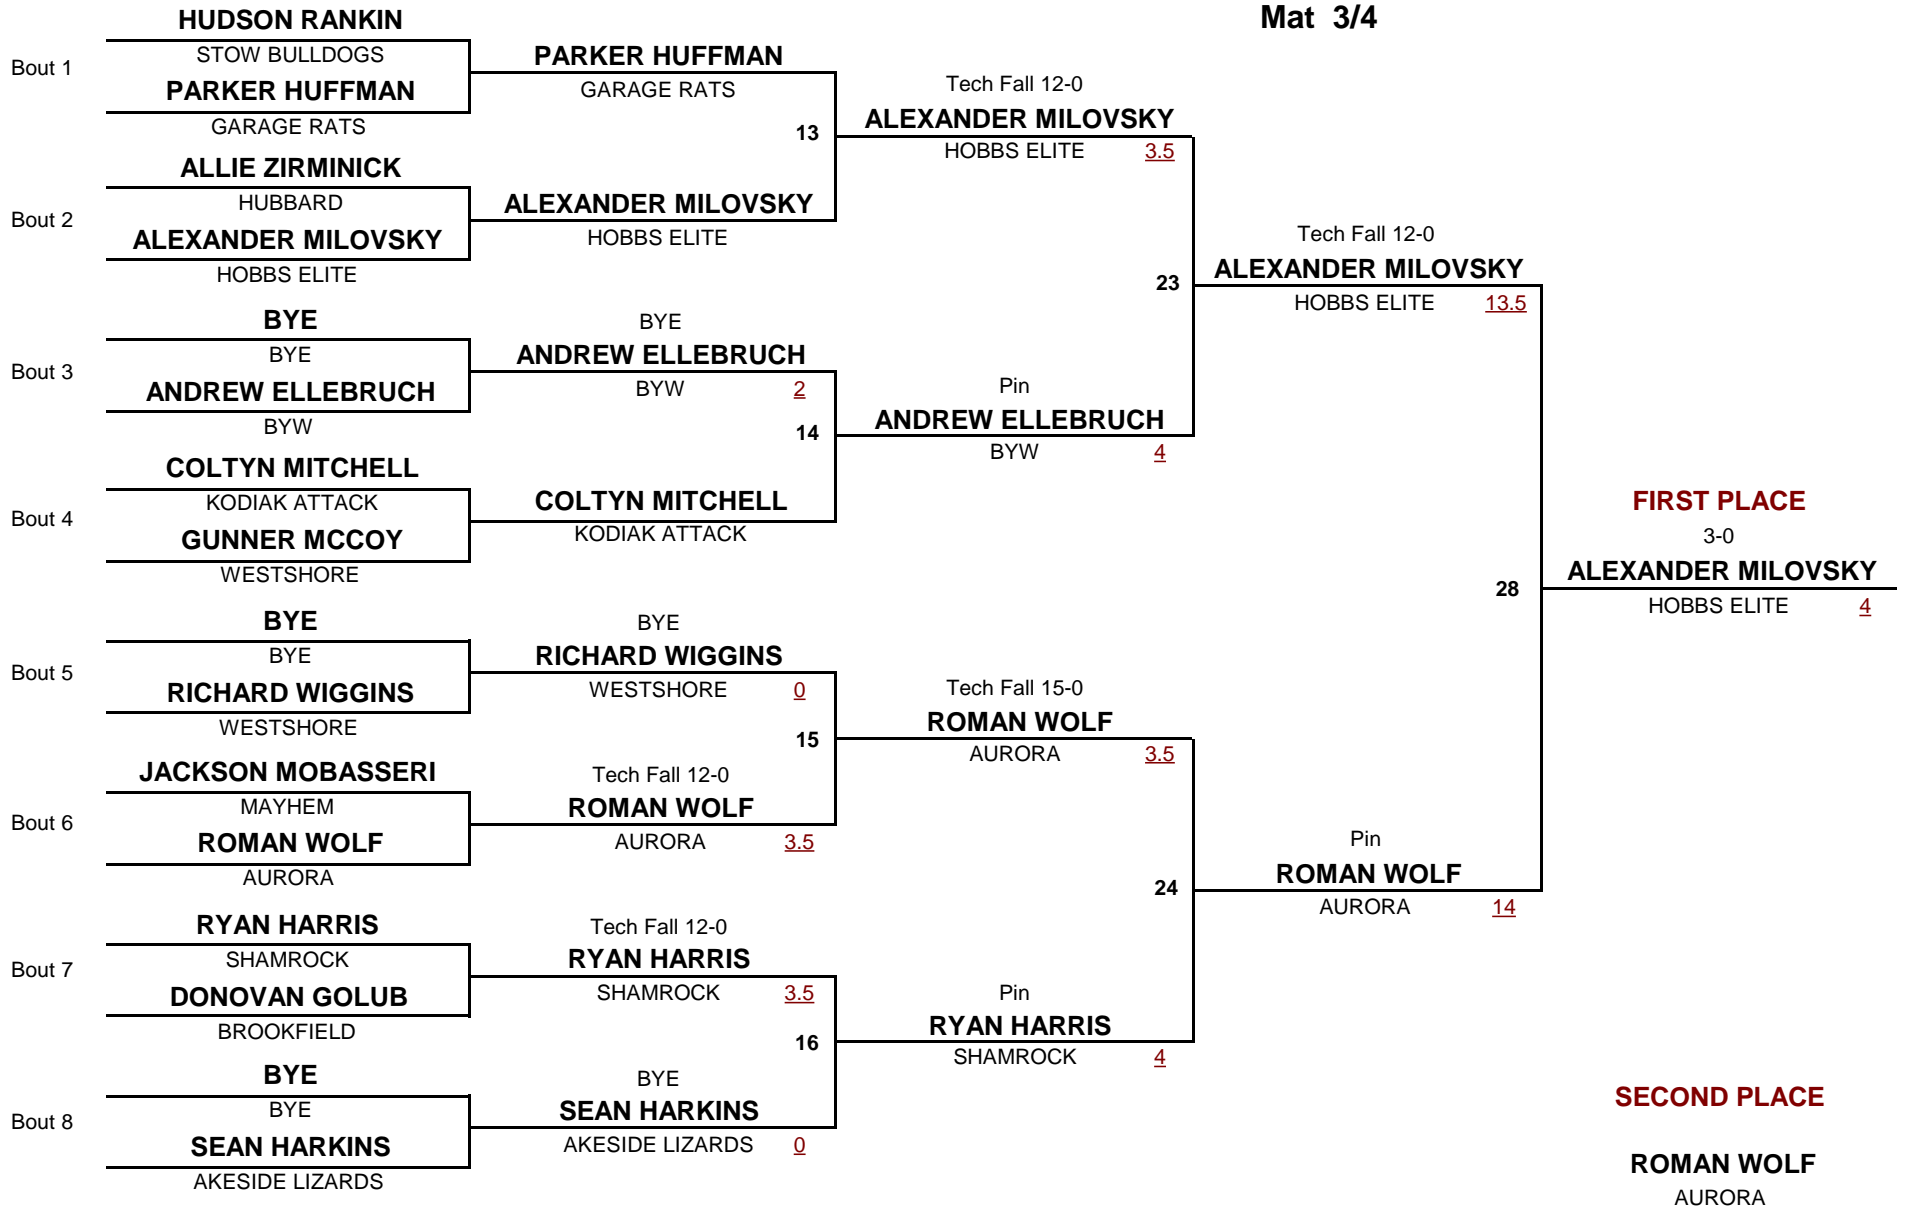 Mat 3/4
HUDSON RANKIN
STOW BULLDOGS
Bout 1
PARKER HUFFMAN
GARAGE RATS
ALLIE ZIRMINICK
HUBBARD
Bout 2
ALEXANDER MILOVSKY
HOBBS ELITE
BYE
BYE
Bout 3
ANDREW ELLEBRUCH
BYW
COLTYN MITCHELL
KODIAK ATTACK
Bout 4
GUNNER MCCOY
WESTSHORE
BYE
BYE
Bout 5
RICHARD WIGGINS
WESTSHORE
JACKSON MOBASSERI
MAYHEM
Bout 6
ROMAN WOLF
AURORA
RYAN HARRIS
SHAMROCK
Bout 7
DONOVAN GOLUB
BROOKFIELD
BYE
BYE
Bout 8
SEAN HARKINS
AKESIDE LIZARDS
PARKER HUFFMAN
GARAGE RATS
13
ALEXANDER MILOVSKY
HOBBS ELITE
BYE
ANDREW ELLEBRUCH
BYW 2
14
COLTYN MITCHELL
KODIAK ATTACK
BYE
RICHARD WIGGINS
WESTSHORE 0
15
Tech Fall 12-0
ROMAN WOLF
AURORA 3.5
Tech Fall 12-0
RYAN HARRIS
SHAMROCK 3.5
16
BYE
SEAN HARKINS
AKESIDE LIZARDS 0
Tech Fall 12-0
ALEXANDER MILOVSKY
HOBBS ELITE 3.5
23
Pin
ANDREW ELLEBRUCH
BYW 4
Tech Fall 15-0
ROMAN WOLF
AURORA 3.5
24
Pin
RYAN HARRIS
SHAMROCK 4
Tech Fall 12-0
ALEXANDER MILOVSKY
HOBBS ELITE 13.5
28
Pin
ROMAN WOLF
AURORA 14
FIRST PLACE
3-0
ALEXANDER MILOVSKY
HOBBS ELITE 4
SECOND PLACE
ROMAN WOLF
AURORA